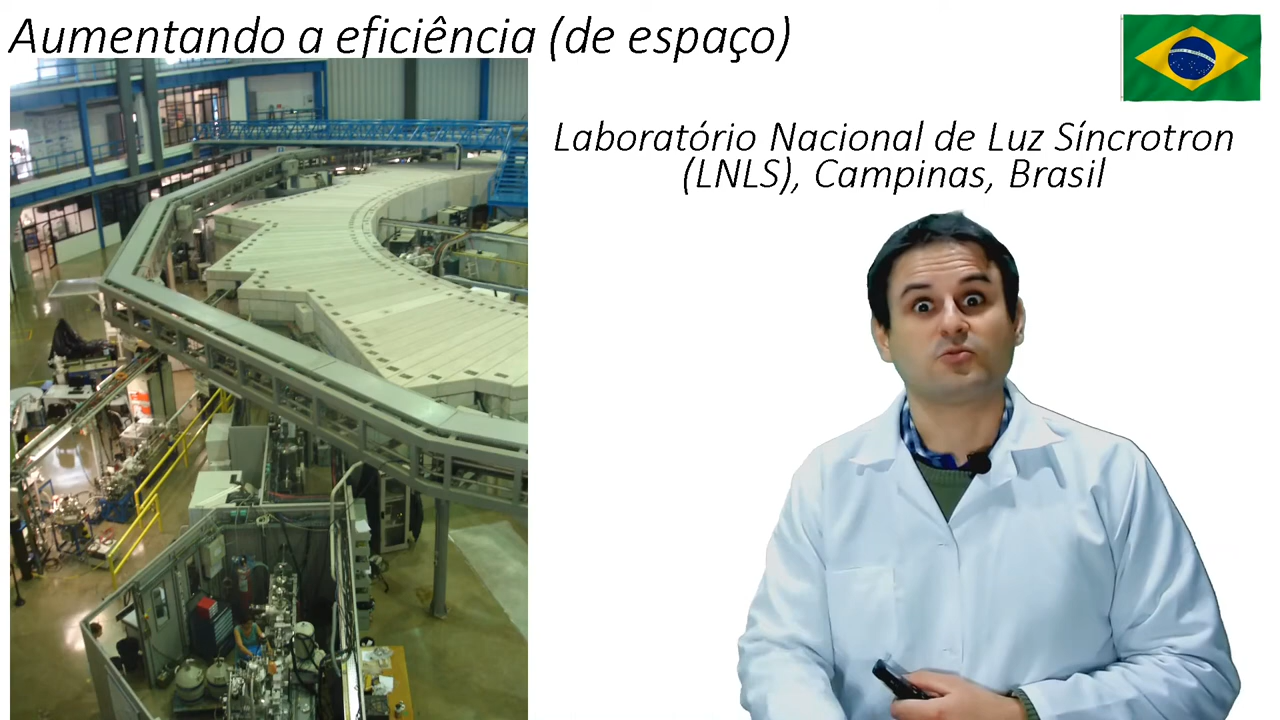 Aumentando a eficiência (de espaço)
Laboratório Nacional de Luz Síncrotron
(LNLS), Campinas, Brasil